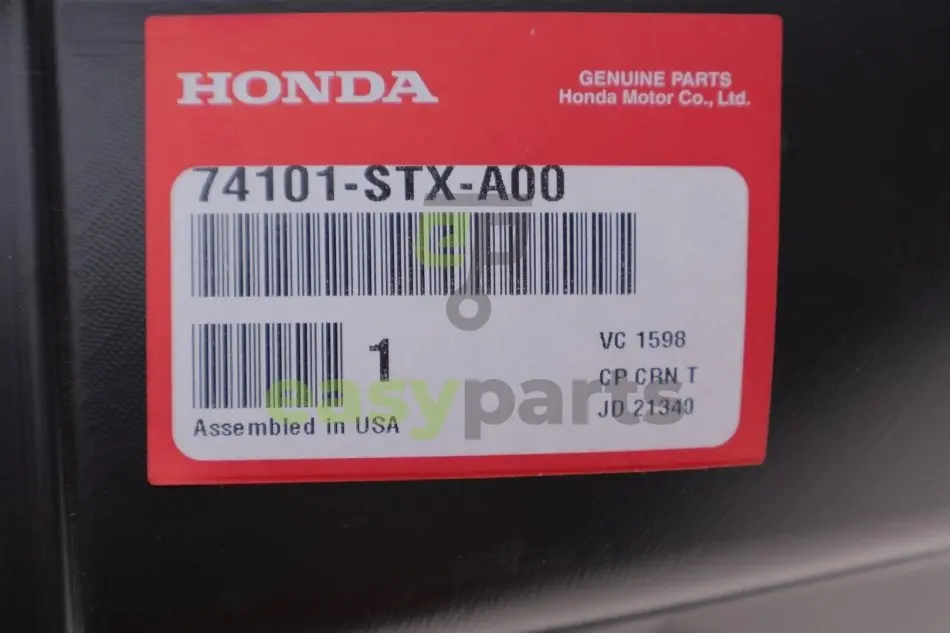 HONDA
GENUINE PARTS
Honda Motor Co., Ltd.
74101-STX-A00
ep
1
VC 1598
CP CRN T
JD 21340
easyparts
Assembled in USA